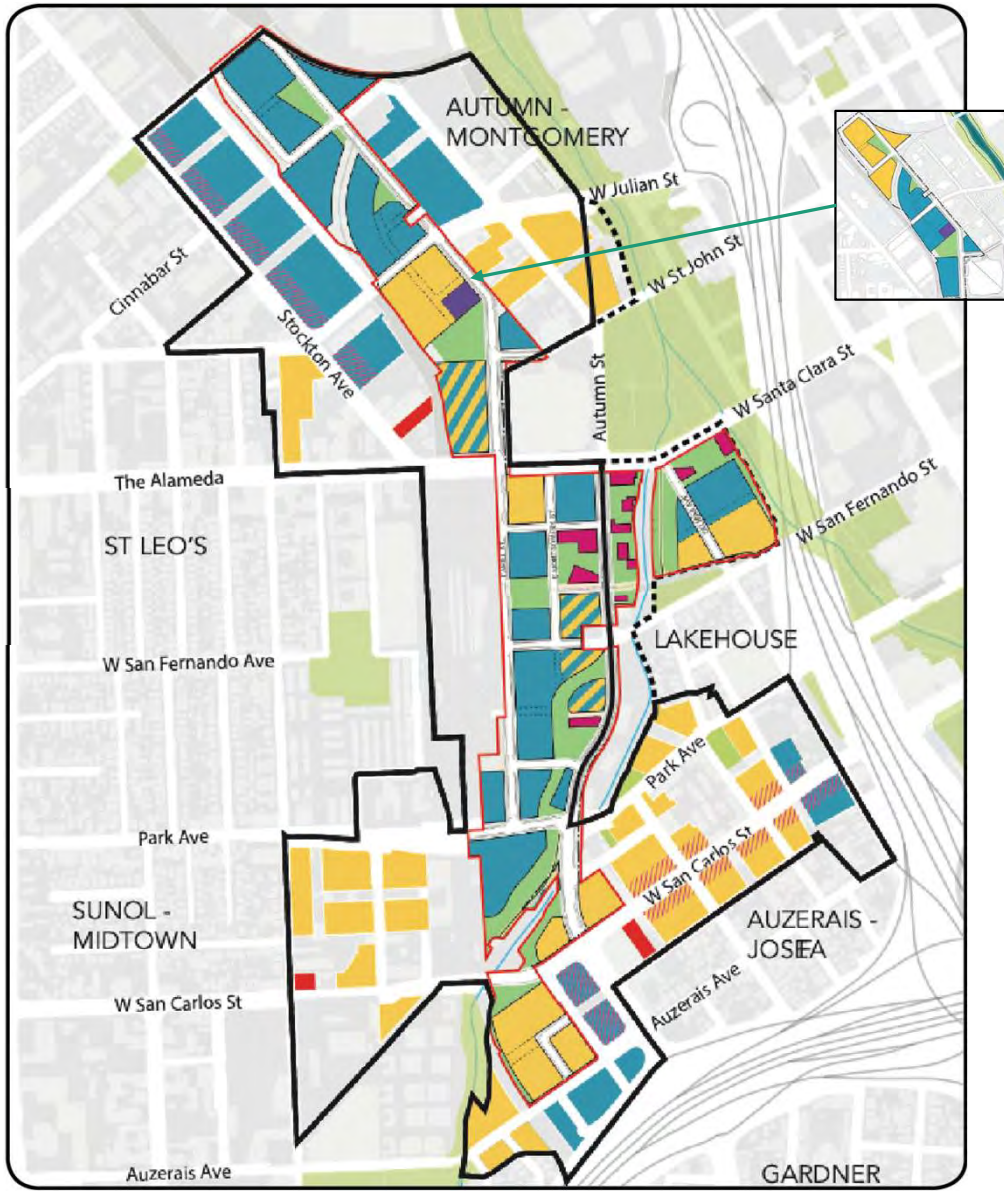 AUTUMN -
MONTGOMERY
W Julian St
W St John St
Cinnabar St
Stockton Ave
Autumn St
W Santa Clara St
The Alameda
W San Fernando St
ST LEO'S
LAKEHOUSE
W San Fernando Ave
Park Ave
Park Ave
W San Carlos St
SUNOL -
MIDTOWN
AUZERAIS -
JOSEFA
W San Carlos St
Auzerais Ave
Auzerais Ave
GARDNER